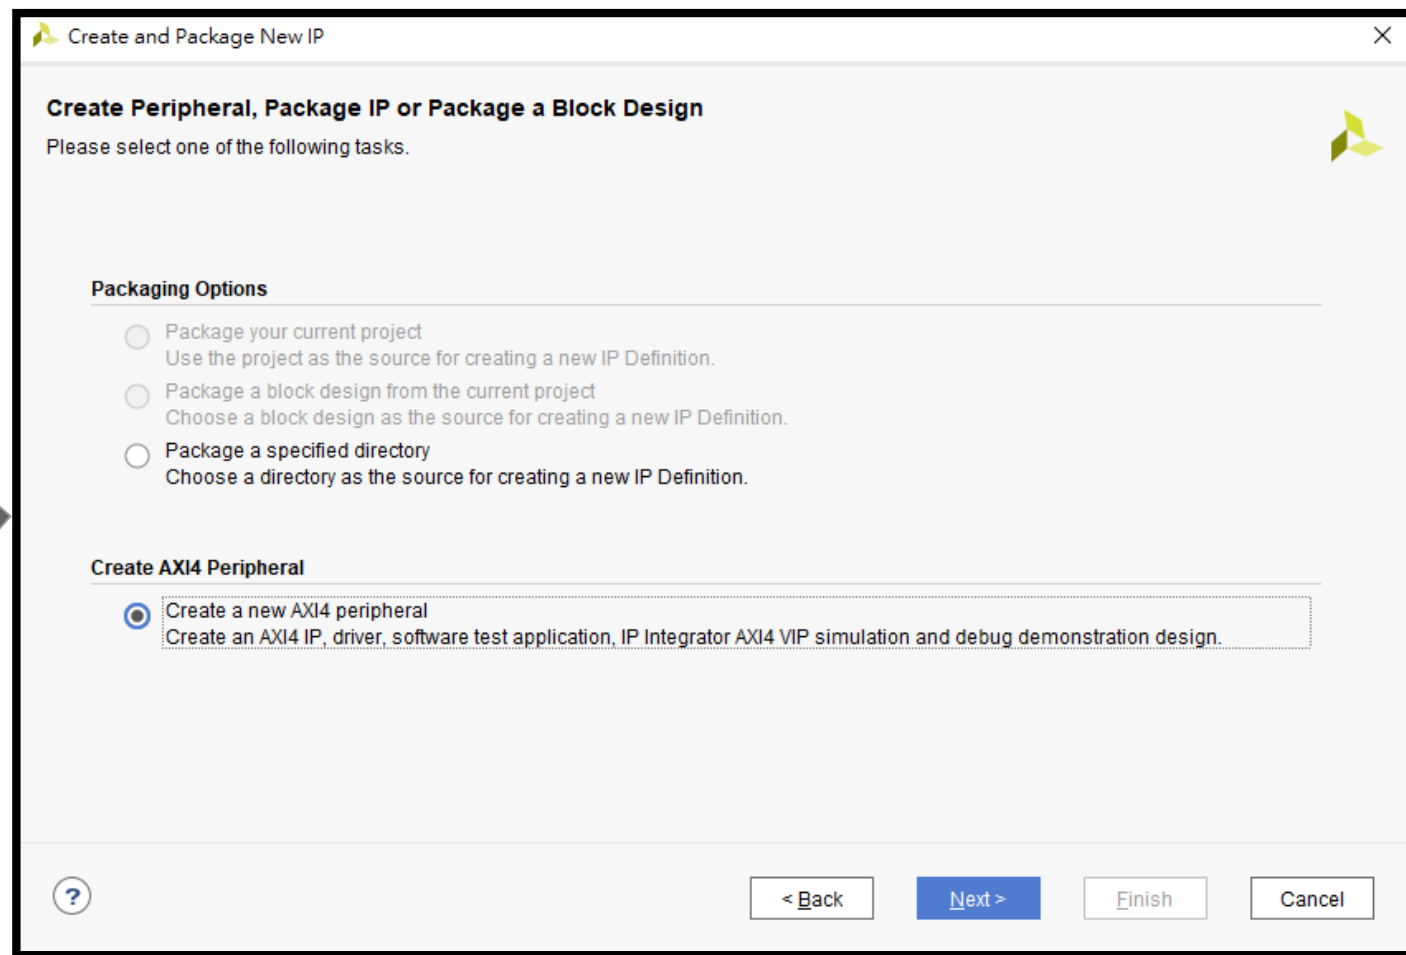 Create and Package New IP
Create Peripheral, Package IP or Package a Block Design
Please select one of the following tasks.
Packaging Options
Package your current project
Use the project as the source for creating a new IP Definition.
Package a block design from the current project
Choose a block design as the source for creating a new IP Definition.
Package a specified directory
Choose a directory as the source for creating a new IP Definition.
Create AXI4 Peripheral
Create a new AXI4 peripheral
Create an AXI4 IP, driver, software test application, IP Integrator AXI4 VIP simulation and debug demonstration design.
? < Back Next > Finish Cancel